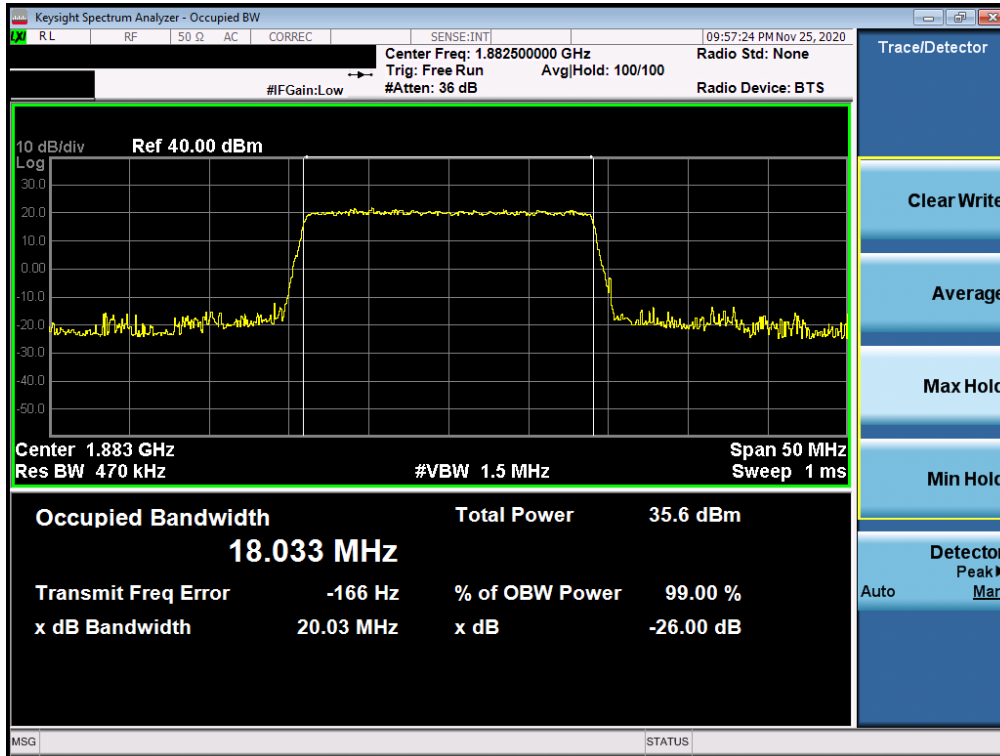 Keysight Spectrum Analyzer - Occupied BW
LXI RL RF 50 Ω AC CORREC SENSE:INT 09:57:24 PM Nov 25, 2020
Center Freq: 1.882500000 GHz Radio Std: None
Trig: Free Run Avg|Hold: 100/100
#IFGain:Low #Atten: 36 dB Radio Device: BTS
10 dB/div Ref 40.00 dBm
Log
30.0
20.0
10.0
0.00
-10.0
-20.0
-30.0
-40.0
-50.0
Center 1.883 GHz Span 50 MHz
Res BW 470 kHz #VBW 1.5 MHz Sweep 1 ms
Occupied Bandwidth Total Power 35.6 dBm
18.033 MHz
Transmit Freq Error -166 Hz % of OBW Power 99.00 %
x dB Bandwidth 20.03 MHz x dB -26.00 dB
MSG STATUS
Trace/Detector
Clear Write
Average
Max Hold
Min Hold
Detector
Peak
Auto Man